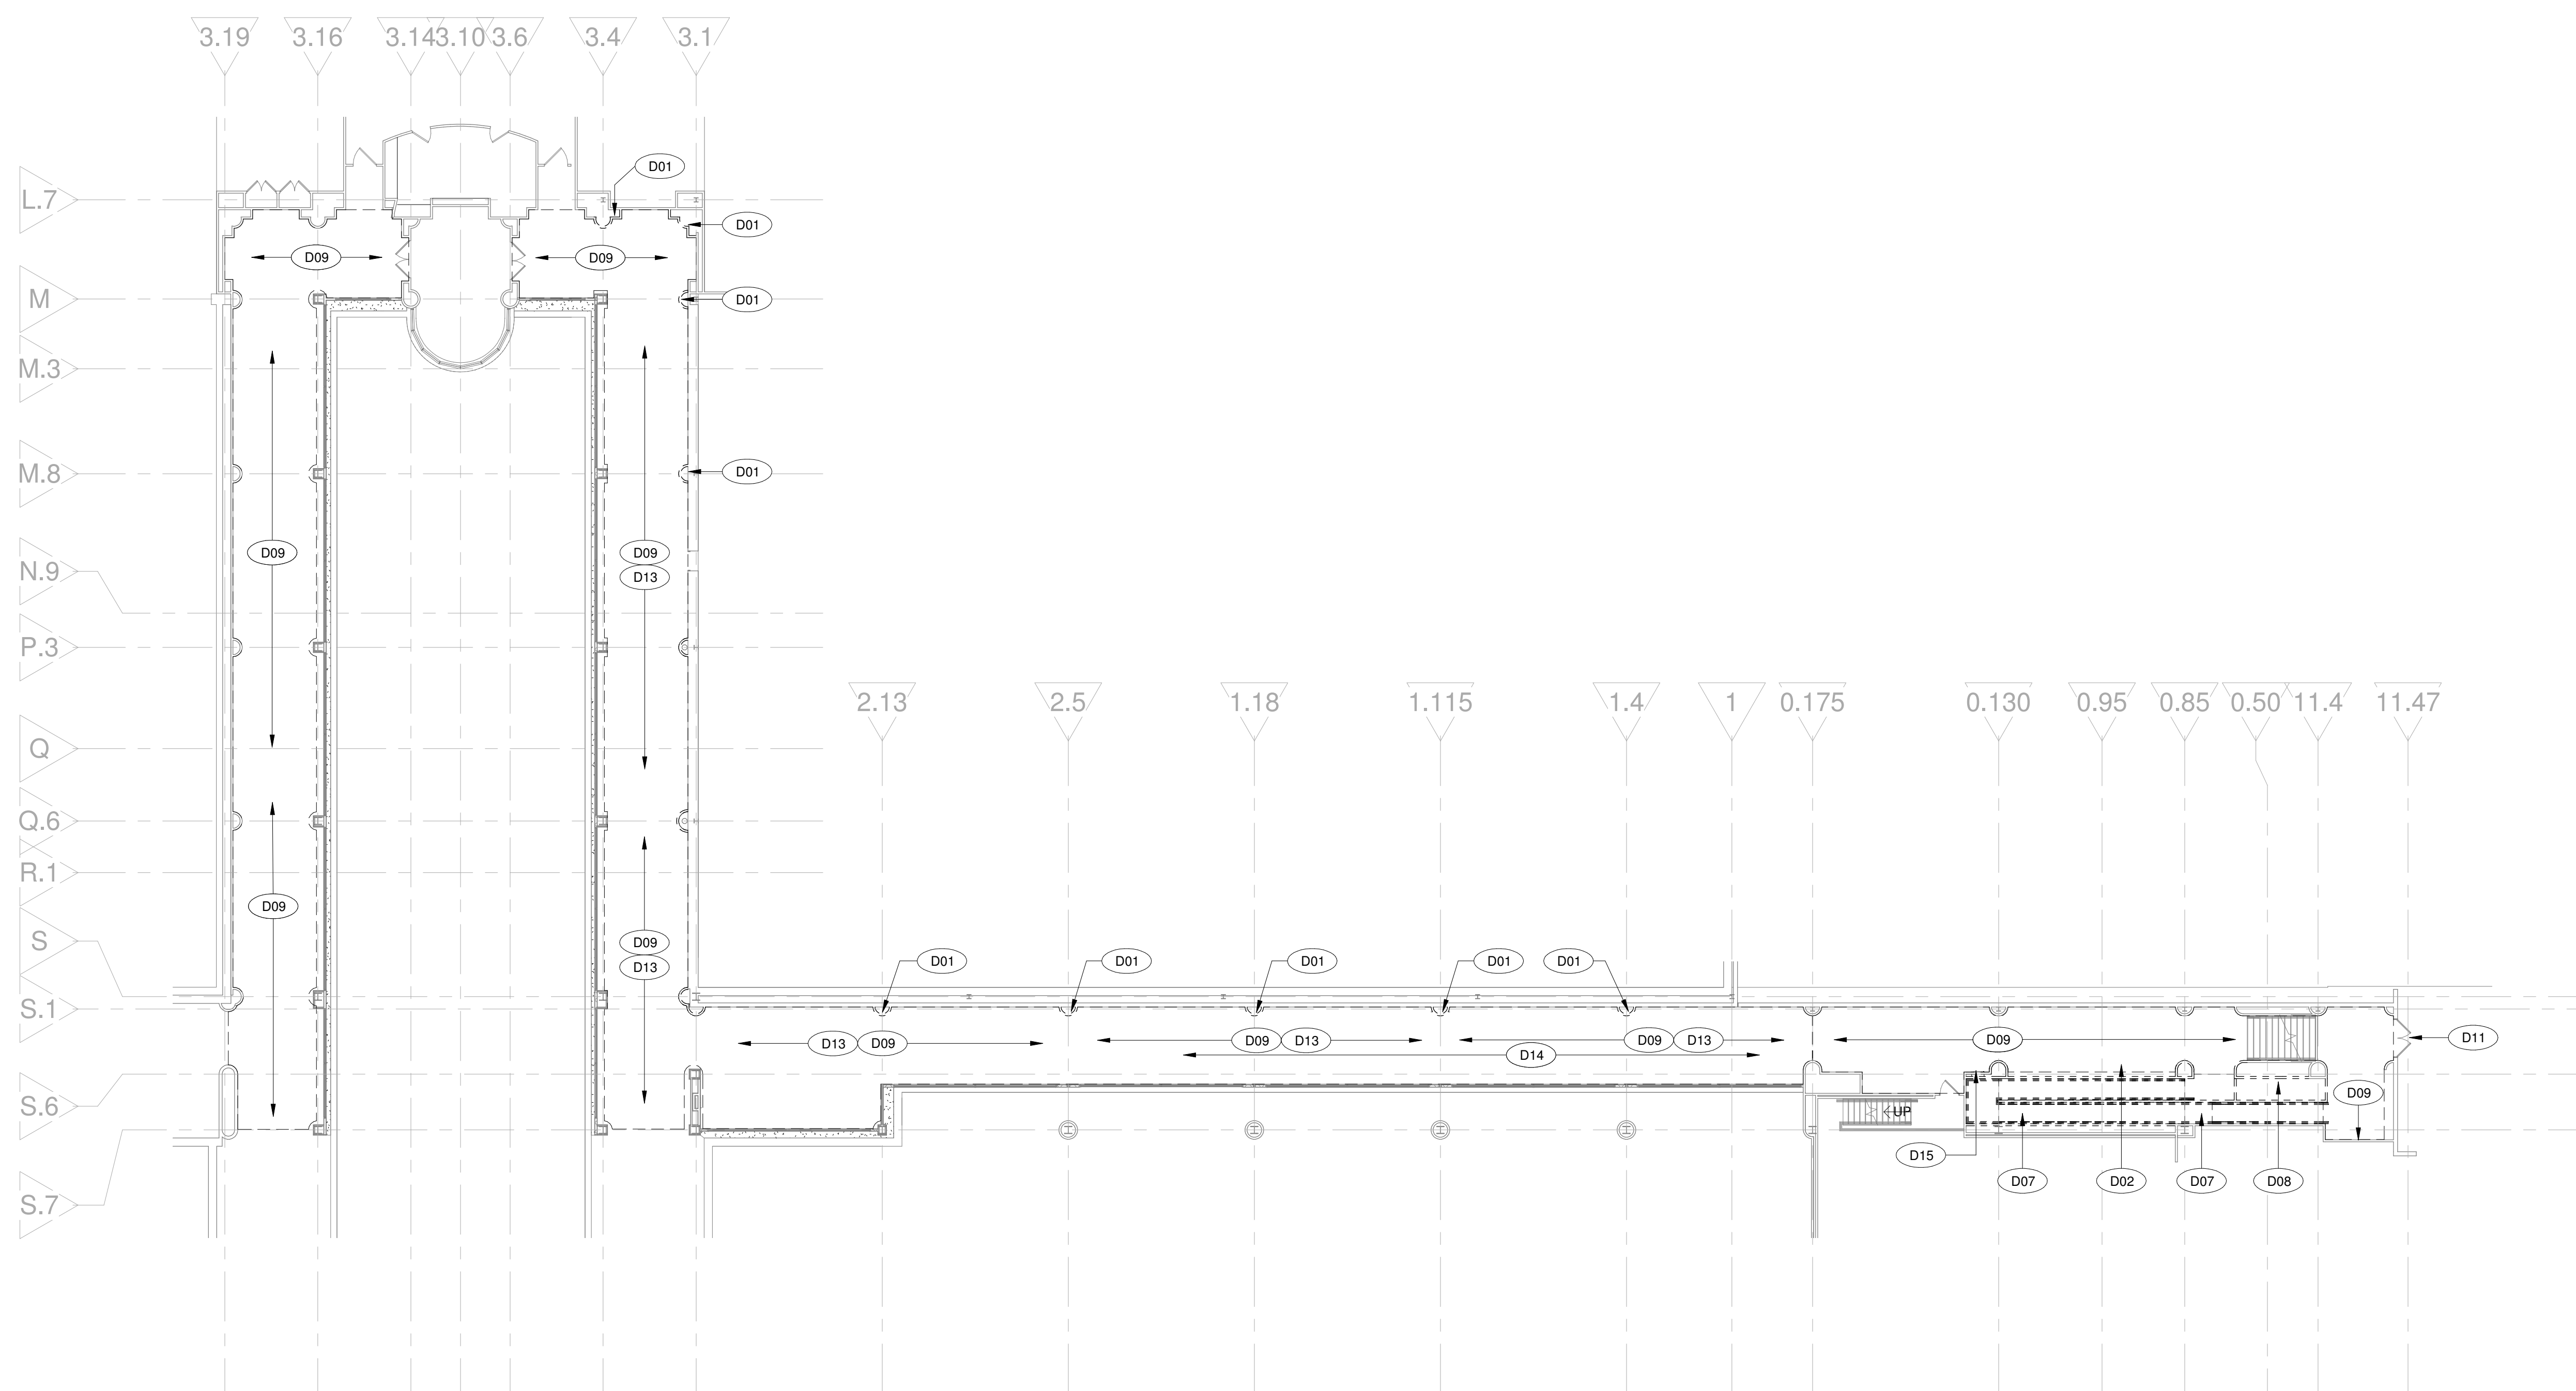 3.19 3.16 3.14 3.10 3.6 3.4 3.1
D01
L.7
D01
D09 D09
M
D01
M.3
M.8
D01
D09 D09
N.9
D13
P.3
2.13 2.5 1.18 1.115 1.4 1 0.175 0.130 0.95 0.85 0.50 11.4 11.47
Q
Q.6
R.1
D09
S
D09
D01 D01 D01 D01 D01
D13
S.1
D13 D09 D09 D13 D09 D13 D09 D11
D14
D09
S.6
UP
D15
D07 D02 D07 D08
S.7